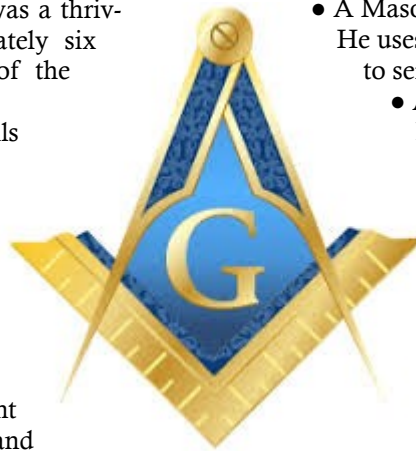 was a thriv-
ately six
of the
ls
nt
and
G
• A Maso
He uses
to se
• A